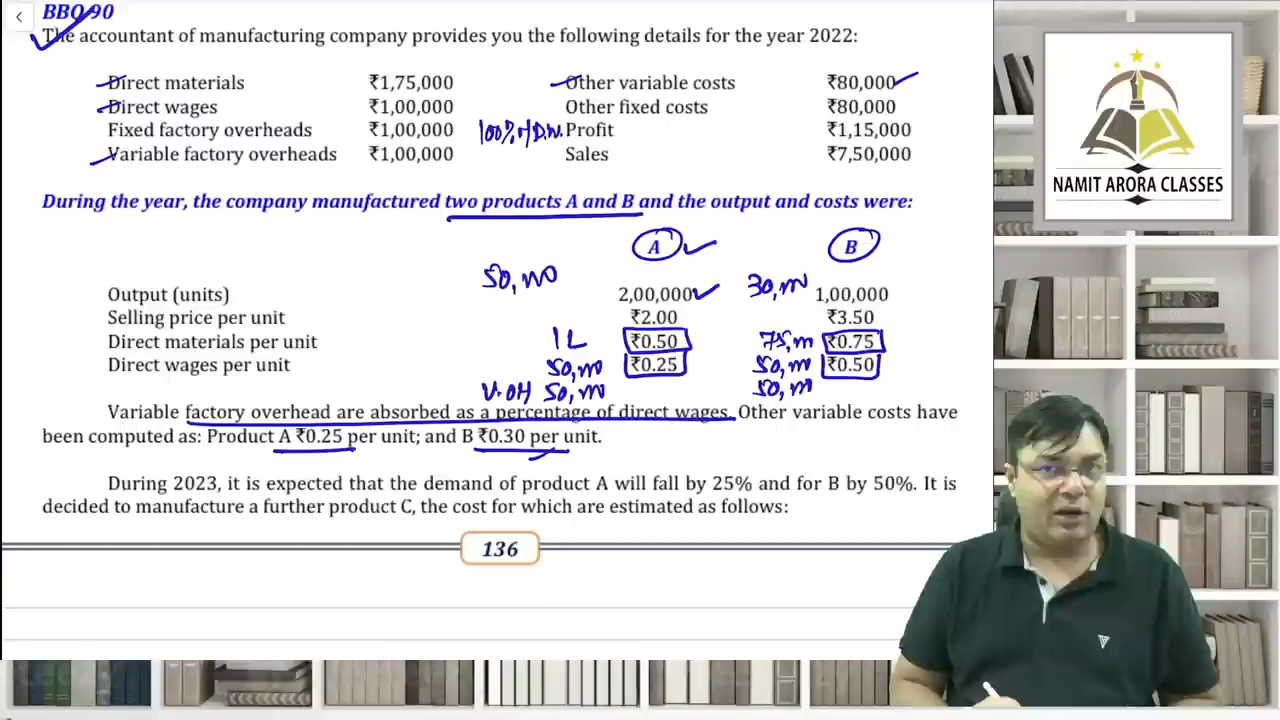 BBQ 90
The accountant of manufacturing company provides you the following details for the year 2022:
Direct materials ₹1,75,000 Other variable costs ₹80,000
Direct wages ₹1,00,000 Other fixed costs ₹80,000
Fixed factory overheads ₹1,00,000 100% of D.W. Profit ₹1,15,000
Variable factory overheads ₹1,00,000 Sales ₹7,50,000
NAMIT ARORA CLASSES
During the year, the company manufactured two products A and B and the output and costs were:
A B
50,000 30,000
Output (units) 2,00,000 1,00,000
Selling price per unit ₹2.00 ₹3.50
Direct materials per unit 1L ₹0.50 75,000 ₹0.75
Direct wages per unit 50,000 ₹0.25 50,000 ₹0.50
V.OH 50,000 50,000
Variable factory overhead are absorbed as a percentage of direct wages. Other variable costs have
been computed as: Product A ₹0.25 per unit; and B ₹0.30 per unit.
During 2023, it is expected that the demand of product A will fall by 25% and for B by 50%. It is
decided to manufacture a further product C, the cost for which are estimated as follows:
136